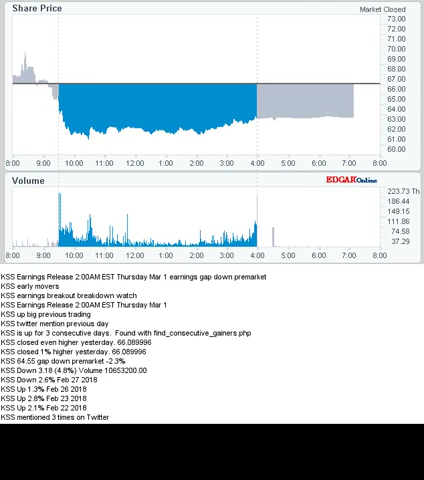 Share Price
Market Closed
73.00
72.00
71.00
70.00
69.00
68.00
67.00
66.00
65.00
64.00
63.00
62.00
61.00
60.00
8:00 9:00 10:00 11:00 12:00 1:00 2:00 3:00 4:00 5:00 6:00 7:00 8:00
Volume
EDGAR Online
223.73 Th
186.44
149.15
111.86
74.58
37.29
8:00 9:00 10:00 11:00 12:00 1:00 2:00 3:00 4:00 5:00 6:00 7:00 8:00
KSS Earnings Release 2:00AM EST Thursday Mar 1 earnings gap down premarket
KSS early movers
KSS earnings breakout breakdown watch
KSS Earnings Release 2:00AM EST Thursday Mar 1
KSS up big previous trading
KSS twitter mention previous day
KSS is up for 3 consecutive days. Found with find_consecutive_gainers.php
KSS closed even higher yesterday. 66.089996
KSS closed 1% higher yesterday. 66.089996
KSS 64.55 gap down premarket -2.3%
KSS Down 3.18 (4.8%) Volume 10653200.00
KSS Down 2.6% Feb 27 2018
KSS Up 1.3% Feb 26 2018
KSS Up 2.8% Feb 23 2018
KSS Up 2.1% Feb 22 2018
KSS mentioned 3 times on Twitter